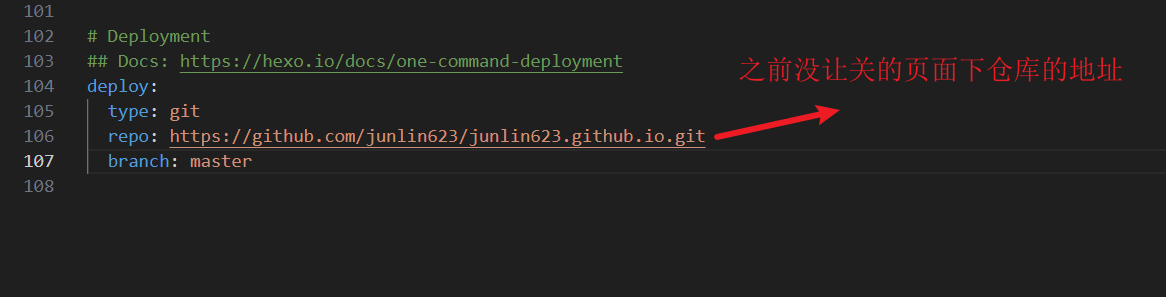 101
102 # Deployment
103 ## Docs: https://hexo.io/docs/one-command-deployment
104 deploy:
105 type: git
106 repo: https://github.com/junlin623/junlin623.github.io.git
之前没让关的页面下仓库的地址
107 branch: master
108